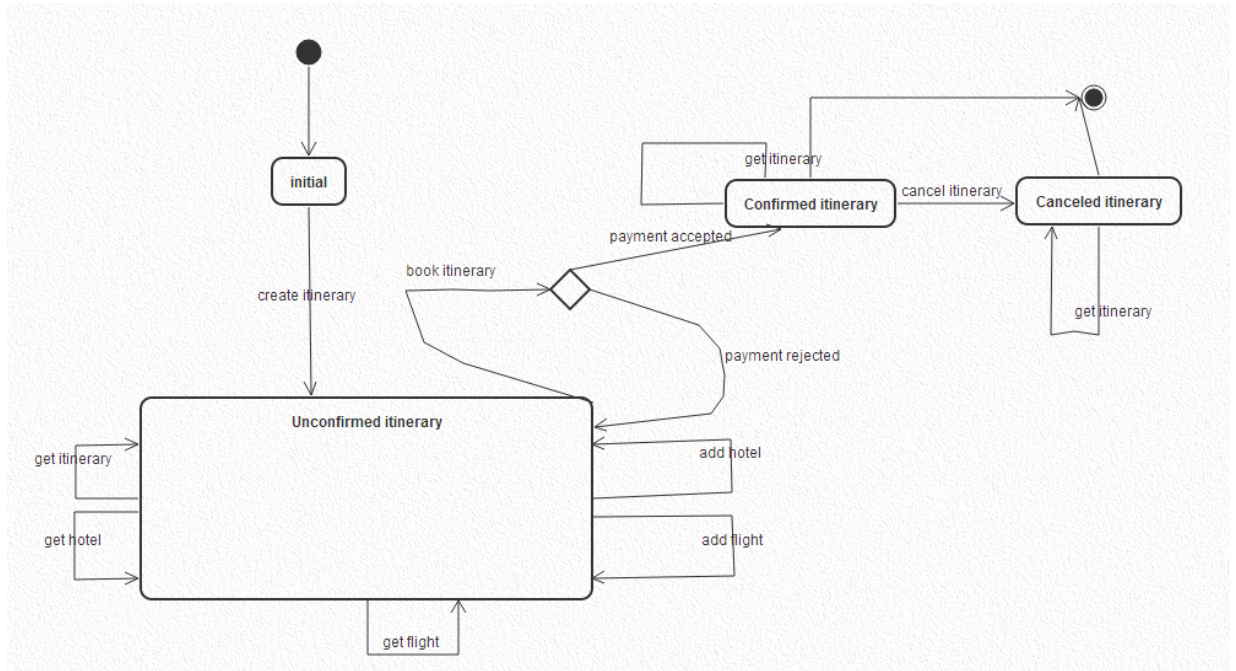 initial
get itinerary
Confirmed itinerary
cancel itinerary
Canceled itinerary
payment accepted
book itinerary
create itinerary
get itinerary
payment rejected
Unconfirmed itinerary
get itinerary
add hotel
get hotel
add flight
get flight